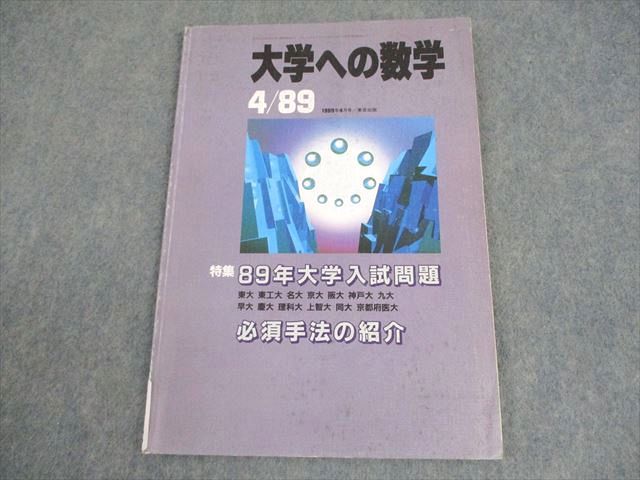 大学への数学
4/89
1989年4月号／東京出版
特集 89年大学入試問題
東大 東工大 名大 京大 阪大 神戸大 九大
早大 慶大 理科大 上智大 同大 京都府医大
必須手法の紹介